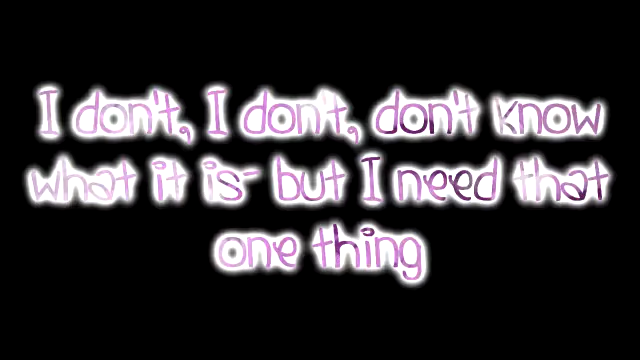 I don't, I don't, don't know
what it is- but I need that
one thing